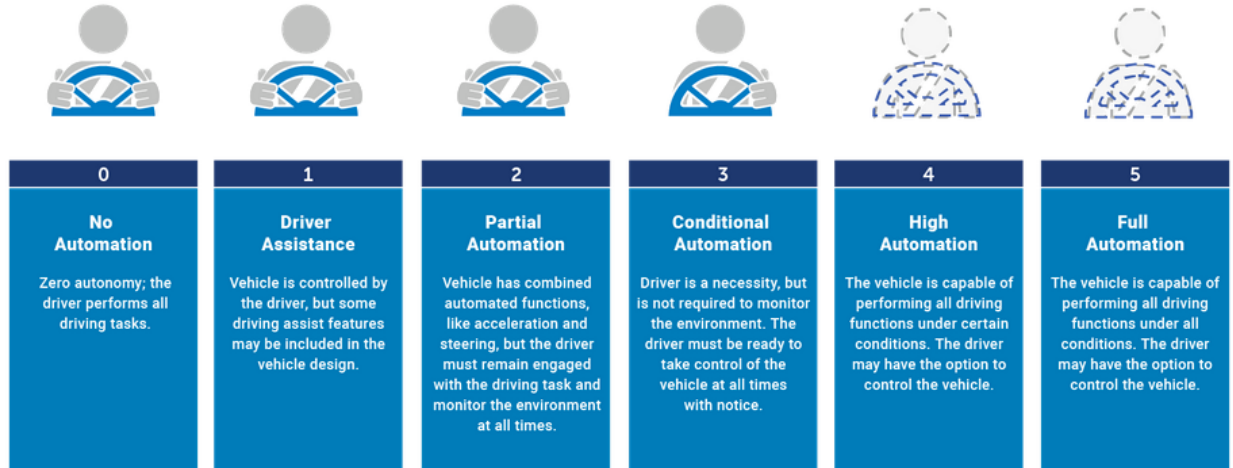 0
No
Automation
Zero autonomy; the
driver performs all
driving tasks.
1
Driver
Assistance
Vehicle is controlled by
the driver, but some
driving assist features
may be included in the
vehicle design.
2
Partial
Automation
Vehicle has combined
automated functions,
like acceleration and
steering, but the driver
must remain engaged
with the driving task and
monitor the environment
at all times.
3
Conditional
Automation
Driver is a necessity, but
is not required to monitor
the environment. The
driver must be ready to
take control of the
vehicle at all times
with notice.
4
High
Automation
The vehicle is capable of
performing all driving
functions under certain
conditions. The driver
may have the option to
control the vehicle.
5
Full
Automation
The vehicle is capable of
performing all driving
functions under all
conditions. The driver
may have the option to
control the vehicle.